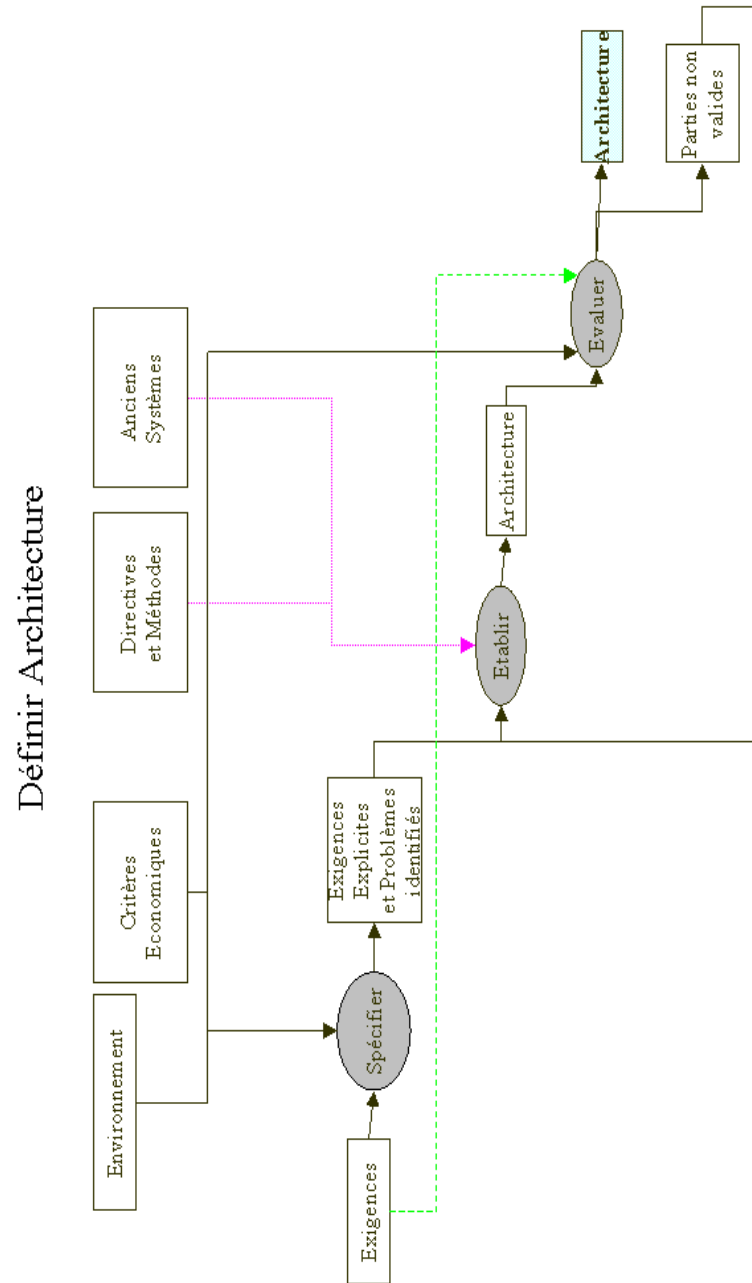 Définir Architecture
Environnement
Critères
Economiques
Directives
et Méthodes
Anciens
Systèmes
Exigences
Spécifier
Exigences
Explicites
et Problèmes
identifiés
Etablir
Architecture
Evaluer
Architecture
Parties non
valides